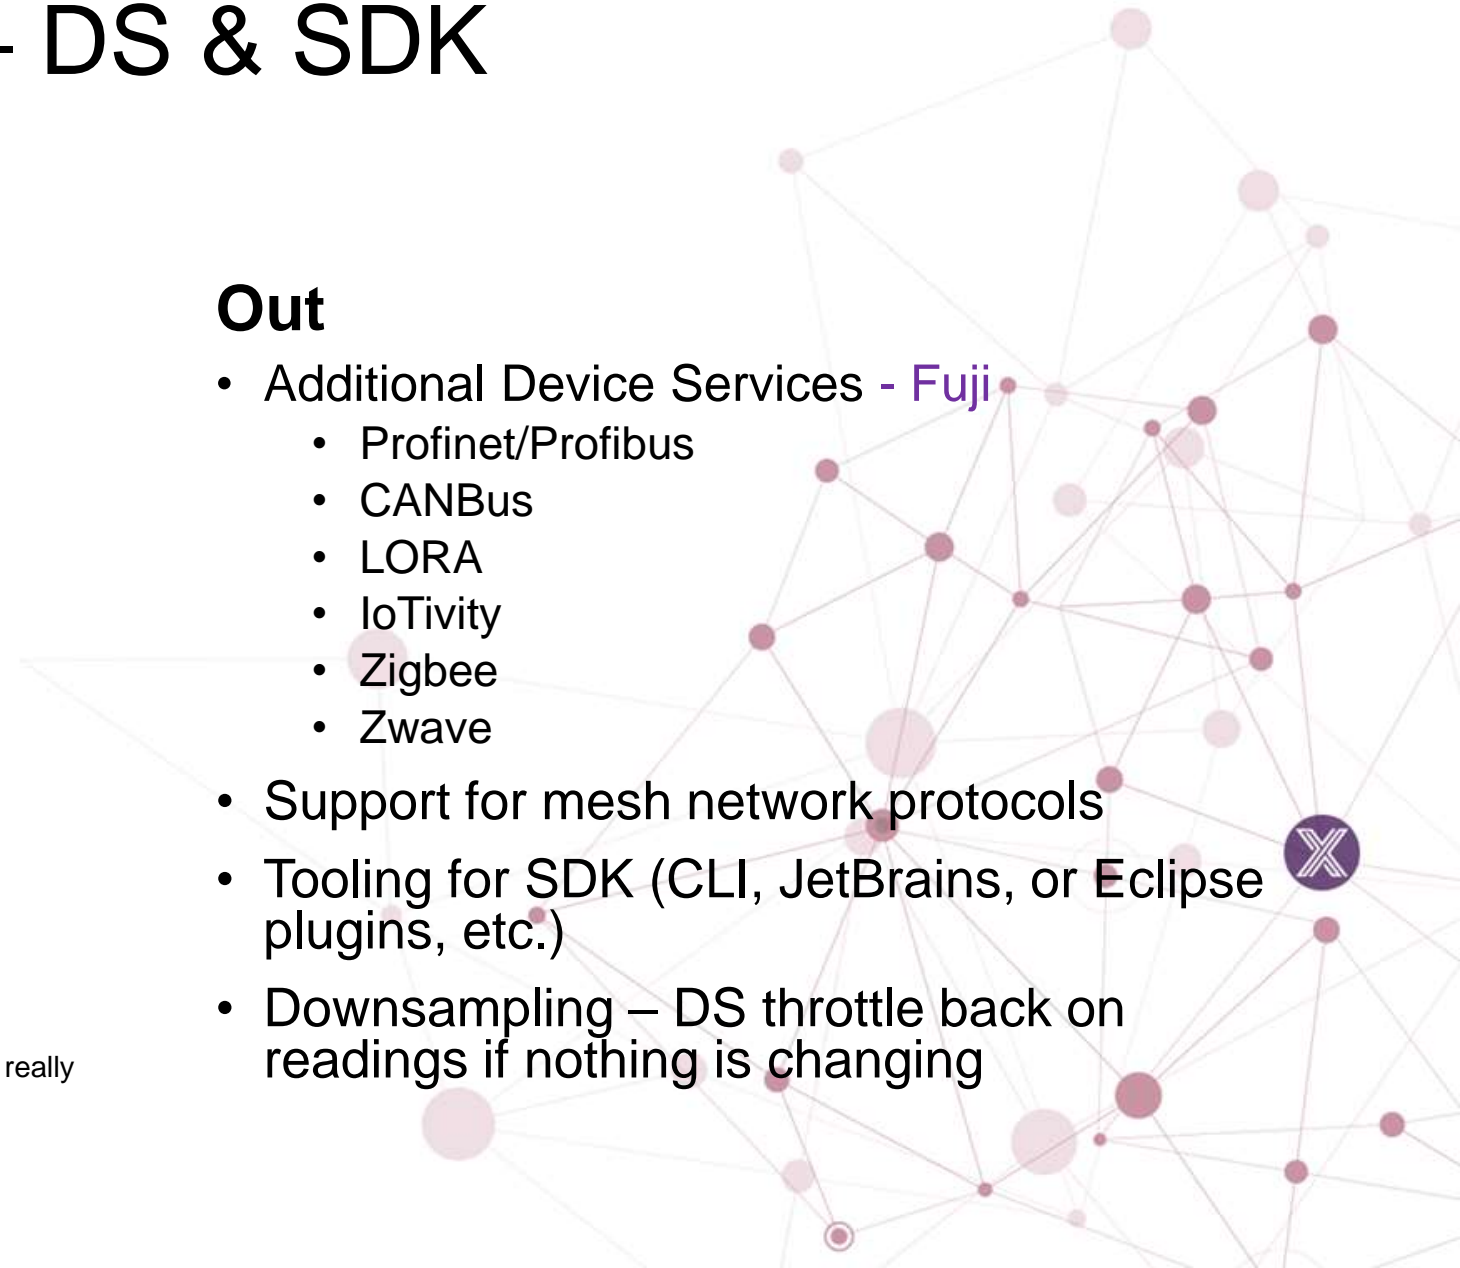 - DS & SDK
Out
• Additional Device Services - Fuji
• Profinet/Profibus
• CANBus
• LORA
• IoTivity
• Zigbee
• Zwave
• Support for mesh network protocols
• Tooling for SDK (CLI, JetBrains, or Eclipse
plugins, etc.)
• Downsampling – DS throttle back on
readings if nothing is changing
really